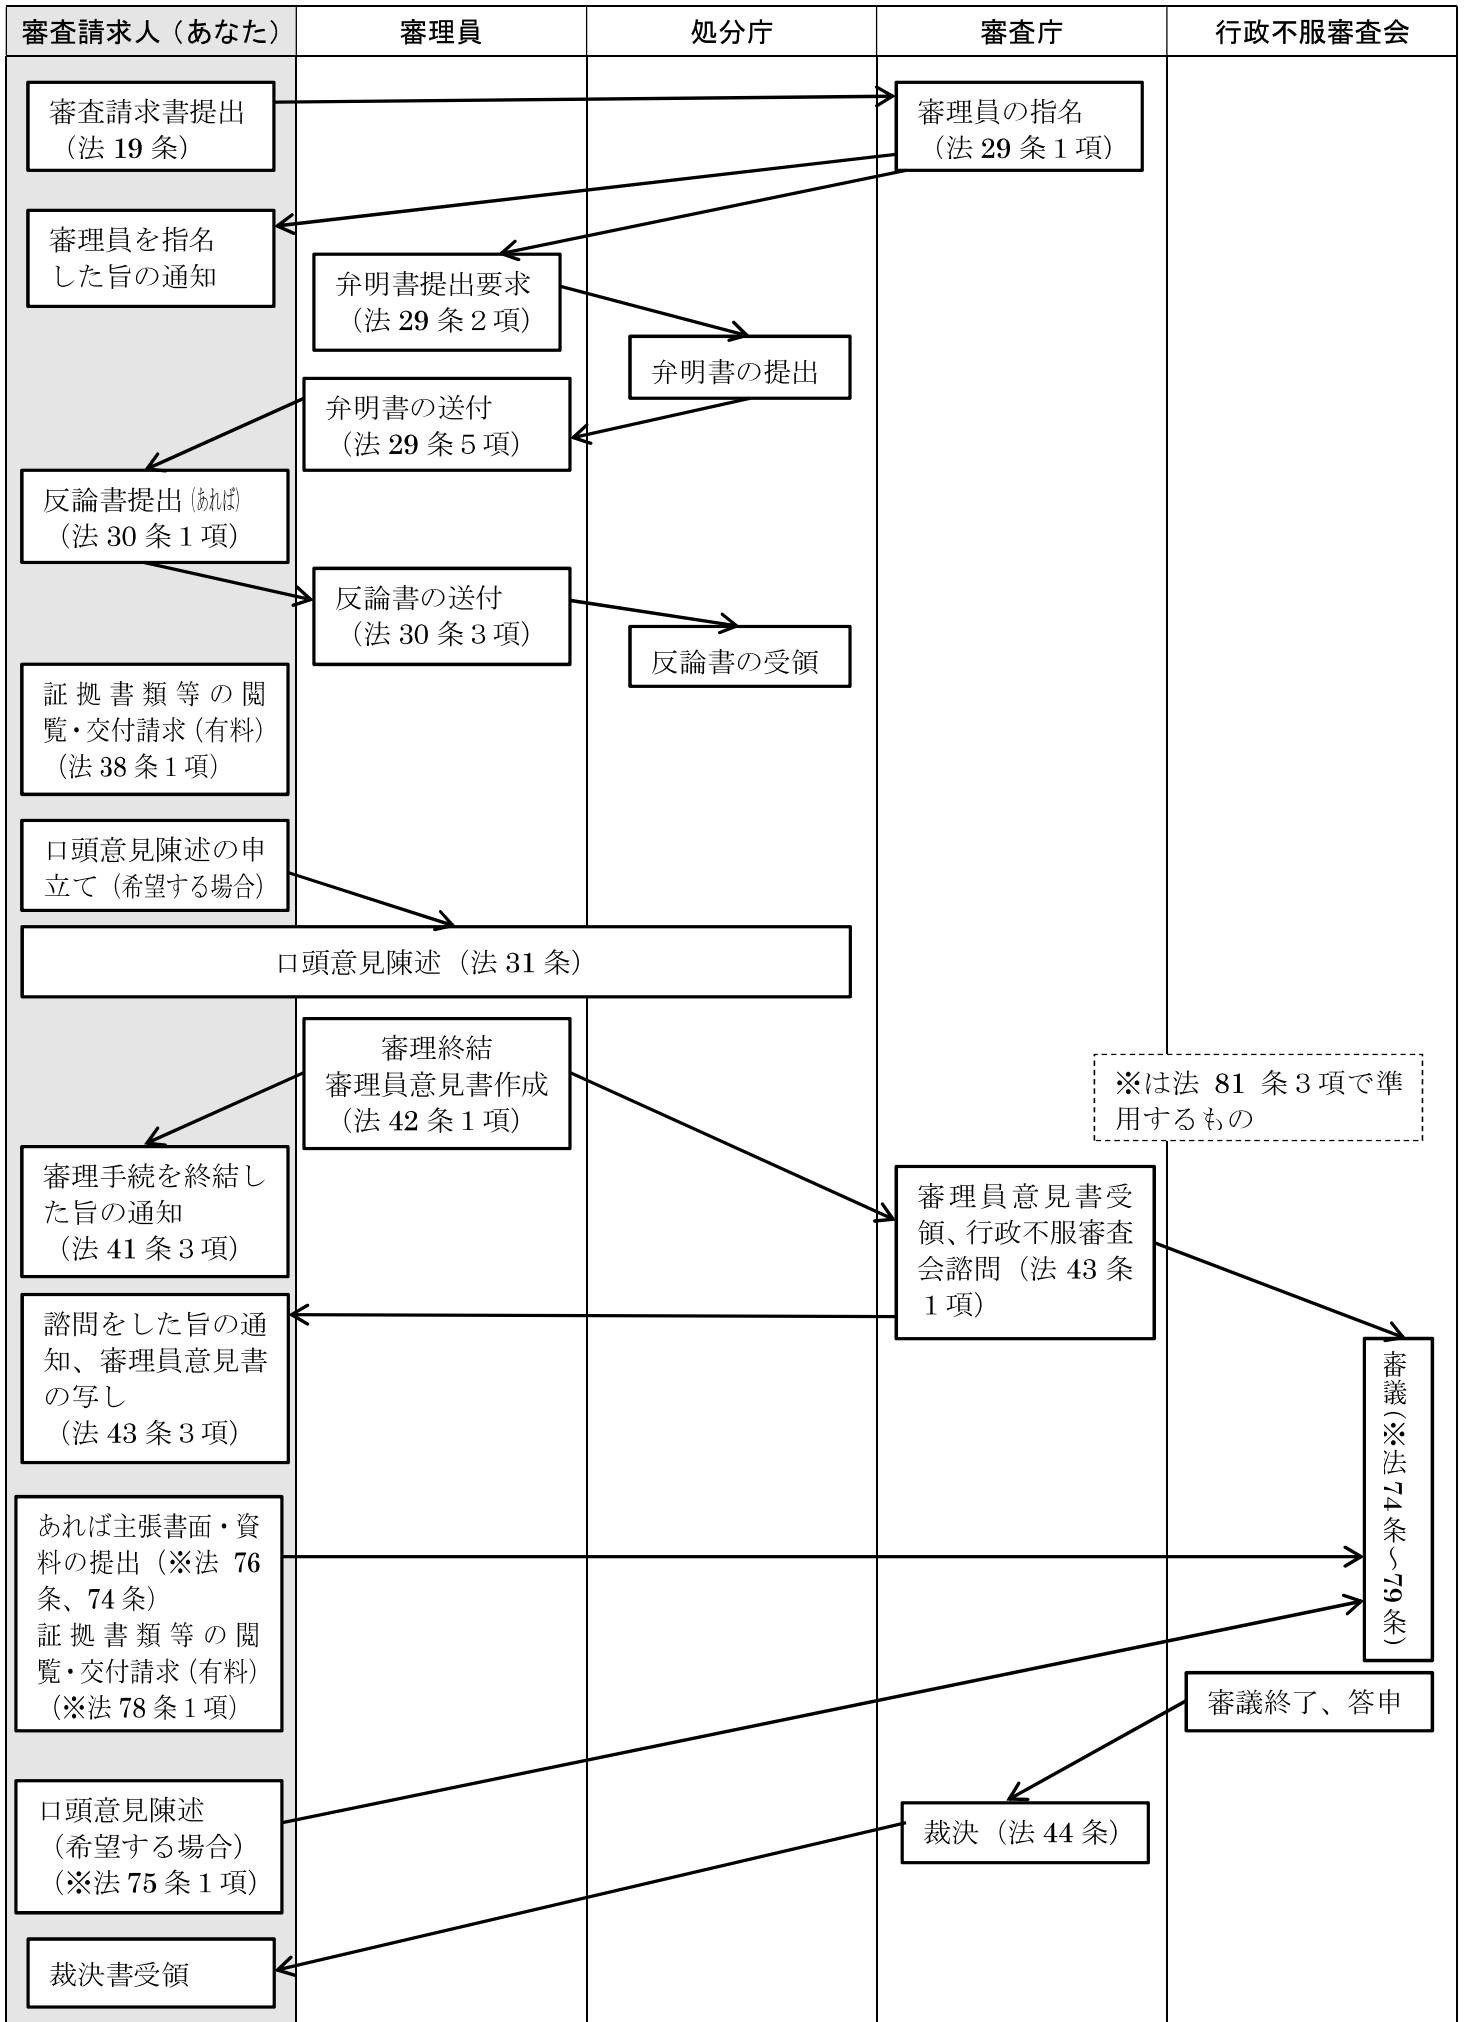 審査請求人（あなた）
審理員
処分庁
審査庁
行政不服審査会
審査請求書提出
（法 19 条）
審理員の指名
（法 29 条１項）
審理員を指名
した旨の通知
弁明書提出要求
（法 29 条２項）
弁明書の提出
弁明書の送付
（法 29 条５項）
反論書提出（あれば）
（法 30 条１項）
反論書の送付
（法 30 条３項）
反論書の受領
証拠書類等の閲
覧・交付請求（有料）
（法 38 条１項）
口頭意見陳述の申
立て（希望する場合）
口頭意見陳述（法 31 条）
審理終結
審理員意見書作成
（法 42 条１項）
※は法 81 条３項で準
用するもの
審理手続を終結し
た旨の通知
（法 41 条３項）
審理員意見書受
領、行政不服審査
会諮問（法 43 条
１項）
諮問をした旨の通
知、審理員意見書
の写し
（法 43 条３項）
審議（※法 74 条～79 条）
あれば主張書面・資
料の提出（※法 76
条、74 条）
証拠書類等の閲
覧・交付請求（有料）
（※法 78 条１項）
審議終了、答申
口頭意見陳述
（希望する場合）
（※法 75 条１項）
裁決（法 44 条）
裁決書受領